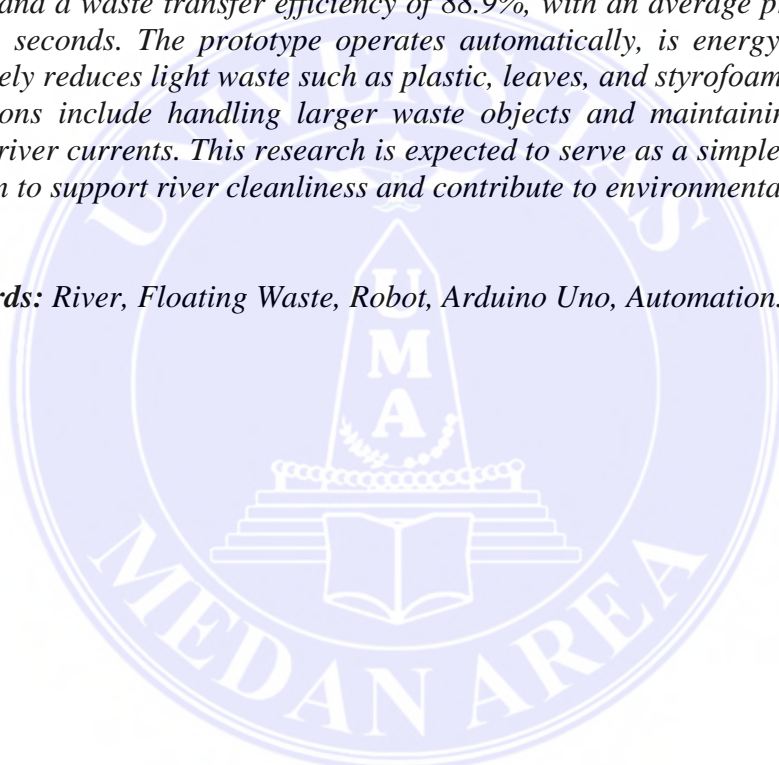 and a waste transfer efficiency of 88.9%, with an average
seconds. The prototype operates automatically, is energy
ely reduces light waste such as plastic, leaves, and styrofoam
ons include handling larger waste objects and
river currents. This research is expected to serve as a simple
to support river cleanliness and contribute to
rds: River, Floating Waste, Robot, Arduino Uno, Automation.
UNIVERSITAS
U
M
A
MEDAN AREA